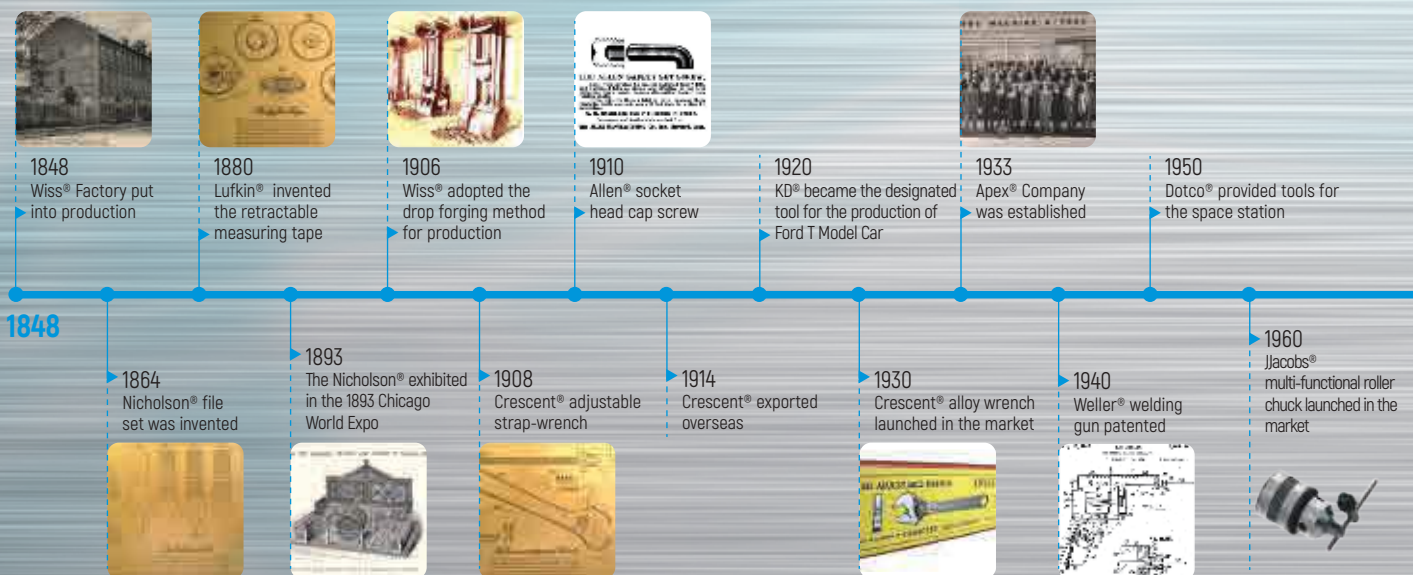 1848
Wiss® Factory put
into production
1880
Lufkin® invented
the retractable
measuring tape
1906
Wiss® adopted the
drop forging method
for production
1910
Allen® socket
head cap screw
1920
KD® became the designated
tool for the production of
Ford T Model Car
1933
Apex® Company
was established
1950
Dotco® provided tools for
the space station
1848
1864
Nicholson® file
set was invented
1893
The Nicholson® exhibited
in the 1893 Chicago
World Expo
1908
Crescent® adjustable
strap-wrench
1914
Crescent® exported
overseas
1930
Crescent® alloy wrench
launched in the market
1940
Weller® welding
gun patented
1960
JJacobs®
multi-functional roller
chuck launched in the
market